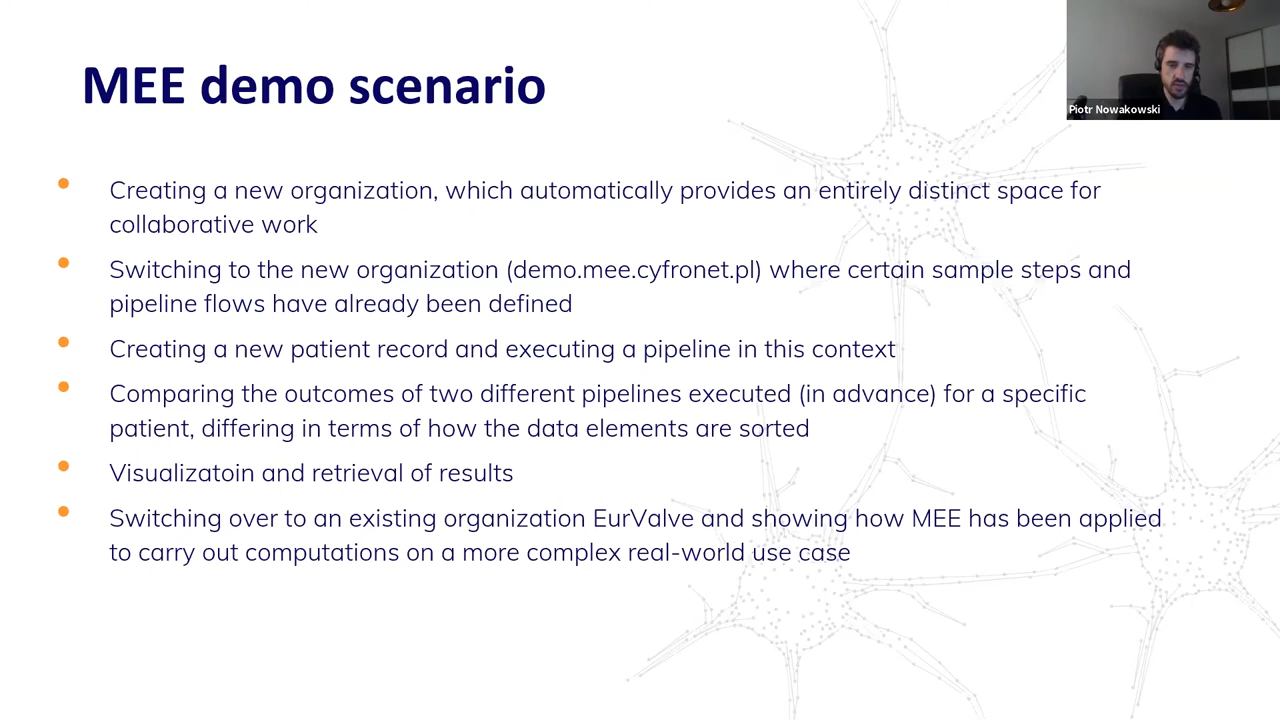 MEE demo scenario
Piotr Nowakowski
• Creating a new organization, which automatically provides an entirely distinct space for
collaborative work
• Switching to the new organization (demo.mee.cyfronet.pl) where certain sample steps and
pipeline flows have already been defined
• Creating a new patient record and executing a pipeline in this context
• Comparing the outcomes of two different pipelines executed (in advance) for a specific
patient, differing in terms of how the data elements are sorted
• Visualizatoin and retrieval of results
• Switching over to an existing organization EurValve and showing how MEE has been applied
to carry out computations on a more complex real-world use case